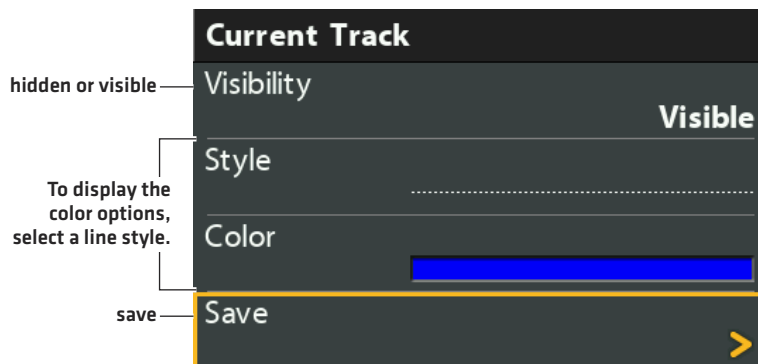 Current Track
hidden or visible
Visibility
Visible
To display the
color options,
select a line style.
Style
Color
save
Save